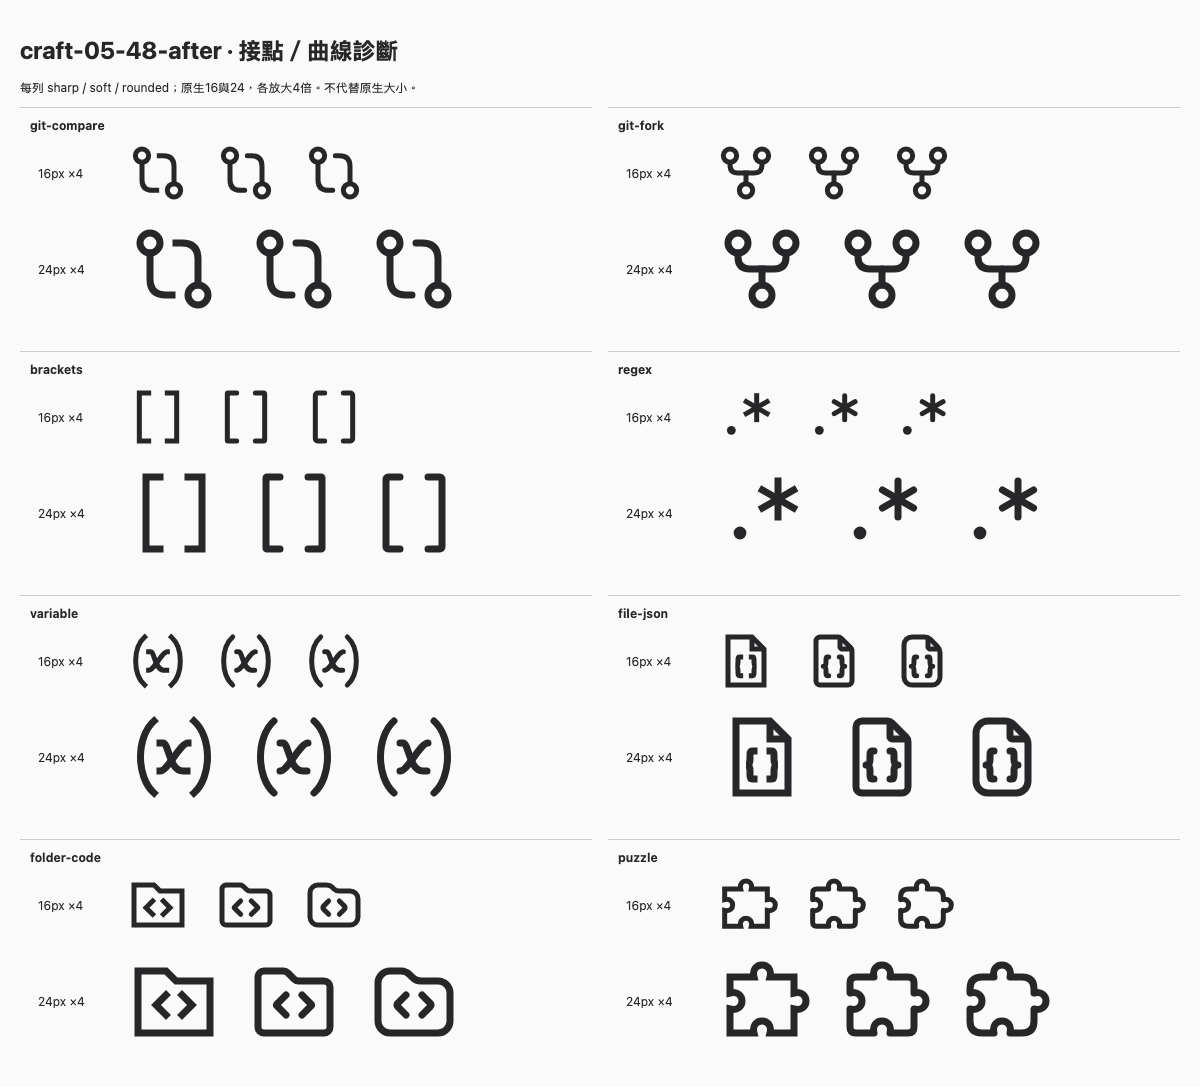 craft-05-48-after · 接點 / 曲線診斷
每列 sharp / soft / rounded；原生16與24，各放大4倍。不代替原生大小。
git-compare
16px ×4
24px ×4
git-fork
16px ×4
24px ×4
brackets
16px ×4
24px ×4
regex
16px ×4
24px ×4
variable
16px ×4
24px ×4
file-json
16px ×4
24px ×4
folder-code
16px ×4
24px ×4
puzzle
16px ×4
24px ×4